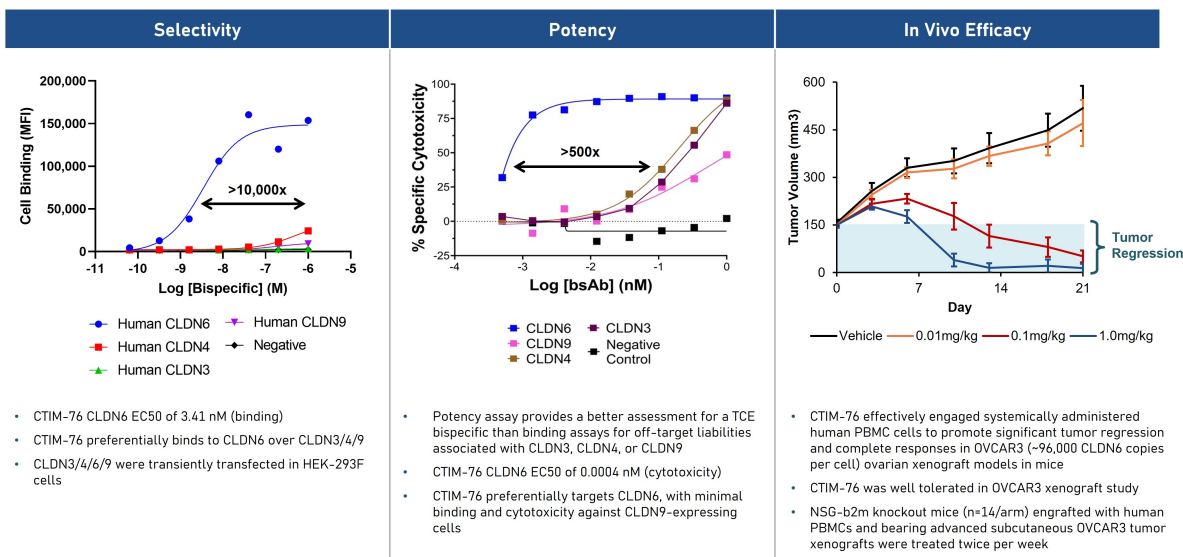 Selectivity
Cell Binding (MFI)
200,000
150,000
100,000
50,000
0
>10,000x
-11
-10
-9
-8
-7
-6
-5
Log [Bispecific] (M)
Human CLDN6
Human CLDN9
Human CLDN4
Negative
Human CLDN3
• CTIM-76 CLDN6 EC50 of 3.41 nM (binding)
• CTIM-76 preferentially binds to CLDN6 over CLDN3/4/9
• CLDN3/4/6/9 were transiently transfected in HEK-293F
cells
Potency
% Specific Cytotoxicity
100
75
50
25
0
-25
>500x
-4
-3
-2
-1
0
Log [bsAb] (nM)
CLDN6
CLDN3
CLDN9
Negative
Control
CLDN4
• Potency assay provides a better assessment for a TCE
bispecific than binding assays for off-target liabilities
associated with CLDN3, CLDN4, or CLDN9
• CTIM-76 CLDN6 EC50 of 0.0004 nM (cytotoxicity)
• CTIM-76 preferentially targets CLDN6, with minimal
binding and cytotoxicity against CLDN9-expressing
cells
In Vivo Efficacy
Tumor Volume (mm3)
600
450
300
150
0
Tumor
Regression
0
7
14
21
Day
Vehicle
0.01mg/kg
0.1mg/kg
1.0mg/kg
• CTIM-76 effectively engaged systemically administered
human PBMC cells to promote significant tumor regression
and complete responses in OVCAR3 (~96,000 CLDN6 copies
per cell) ovarian xenograft models in mice
• CTIM-76 was well tolerated in OVCAR3 xenograft study
• NSG-b2m knockout mice (n=14/arm) engrafted with human
PBMCs and bearing advanced subcutaneous OVCAR3 tumor
xenografts were treated twice per week